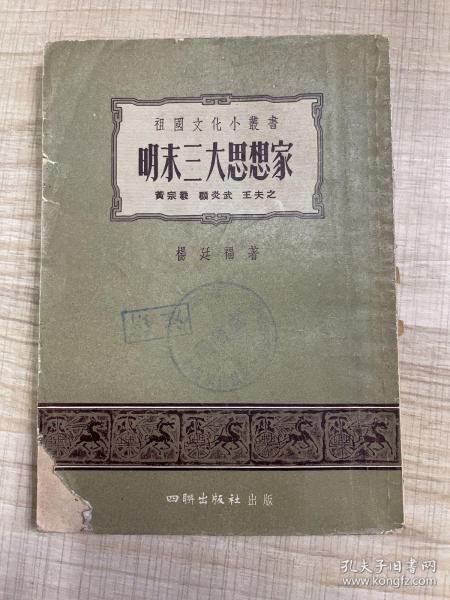 祖國文化小叢書
明末三大思想家
黃宗羲 顧炎武 王夫之
楊廷福著
四聯出版社出版
孔夫子旧书网
www.kongfz.com